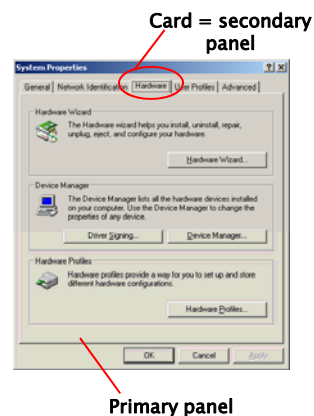 Card = secondary
panel
System Properties
General Network Identification Hardware User Profiles Advanced
Hardware Wizard
The Hardware wizard helps you install, uninstall, repair,
unplug, eject, and configure your hardware.
Hardware Wizard...
Device Manager
The Device Manager lists all the hardware devices installed
on your computer. Use the Device Manager to change the
properties of any device.
Driver Signing... Device Manager...
Hardware Profiles
Hardware profiles provide a way for you to set up and store
different hardware configurations.
Hardware Profiles...
OK Cancel Apply
Primary panel